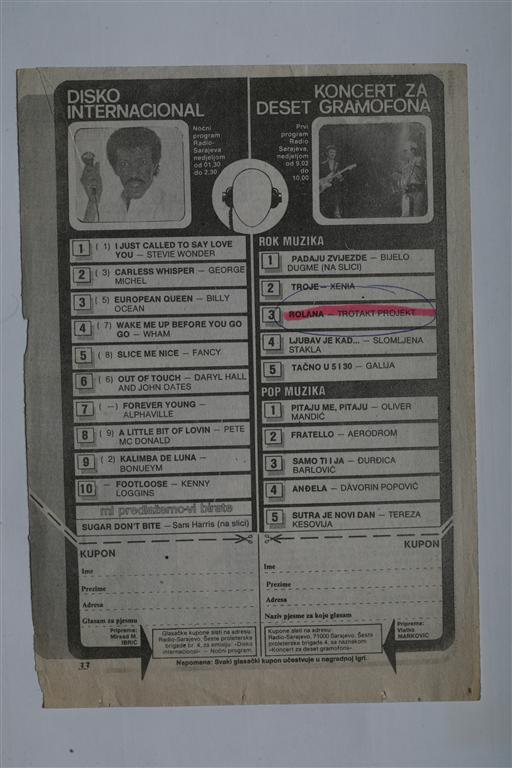 DISKO
INTERNACIONAL
Noćni
program
Radio-
Sarajeva
nedjeljom
od 01,30
do 2,30
1 ( 1) I JUST CALLED TO SAY LOVE
YOU — STEVIE WONDER
2 ( 3) CARLESS WHISPER — GEORGE
MICHEL
3 ( 5) EUROPEAN QUEEN — BILLY
OCEAN
4 ( 7) WAKE ME UP BEFORE YOU GO
GO — WHAM
5 ( 8) SLICE ME NICE — FANCY
6 ( 6) OUT OF TOUCH — DARYL HALL
AND JOHN OATES
7 ( —) FOREVER YOUNG —
ALPHAVILLE
8 ( 9) A LITTLE BIT OF LOVIN — PETE
MC DONALD
9 ( 2) KALIMBA DE LUNA —
BONUEYM
10 — FOOTLOOSE — KENNY
LOGGINS
mi predlažemo-vi birate
SUGAR DON'T BITE — Sam Harris (na slici)
KUPON
Ime
Prezime
Adresa
Glasam za pjesmu
Priprema:
Mirsad M.
IBRIĆ
Glasačke kupone slati na adresu:
Radio-Sarajevo, Šeste proleterske
brigade br. 4, za emisiju: »Disko
internacional« — Noćni program.
33
KONCERT ZA
DESET GRAMOFONA
Prvi
program
Radio
Sarajeva,
nedjeljom
od 9,02
do
10,00
ROK MUZIKA
1 PADAJU ZVIJEZDE — BIJELO
DUGME (NA SLICI)
2 TROJE — XENIA
3 ROLANA — TROTAKT PROJEKT
4 LJUBAV JE KAD... — SLOMLJENA
STAKLA
5 TAČNO U 5 I 30 — GALIJA
POP MUZIKA
1 PITAJU ME, PITAJU — OLIVER
MANDIĆ
2 FRATELLO — AERODROM
3 SAMO TI I JA — ĐURĐICA
BARLOVIĆ
4 ANĐELA — DAVORIN POPOVIĆ
5 SUTRA JE NOVI DAN — TEREZA
KESOVIJA
KUPON
Ime
Prezime
Adresa
Naziv pjesme za koju glasam
Kupone slati na adresu:
Radio-Sarajevo, 71000 Sarajevo, Šeste
proleterske brigade 4, sa naznakom
»Koncert za deset gramofona«
Priprema:
Vlatko
MARKOVIĆ
Napomena: Svaki glasački kupon učestvuje u nagradnoj igri.